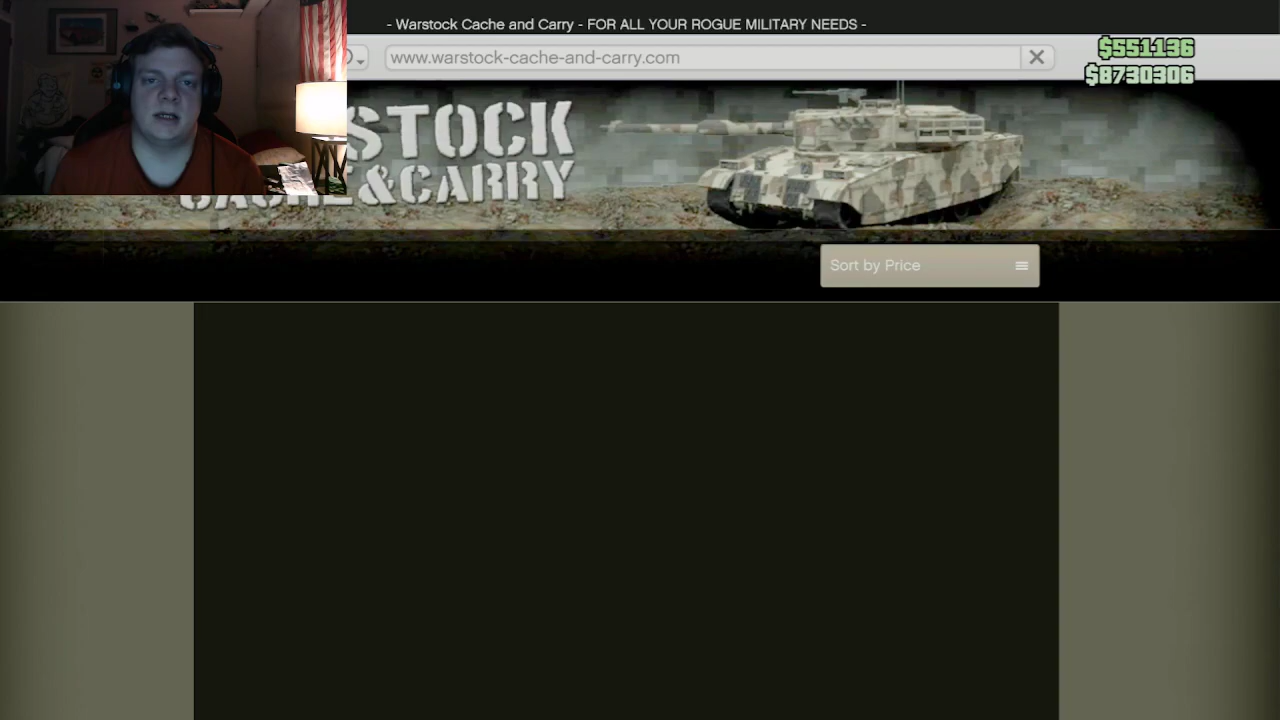 - Warstock Cache and Carry - FOR ALL YOUR ROGUE MILITARY NEEDS -
www.warstock-cache-and-carry.com
$551136
$8730306
STOCK
&CARRY
Sort by Price